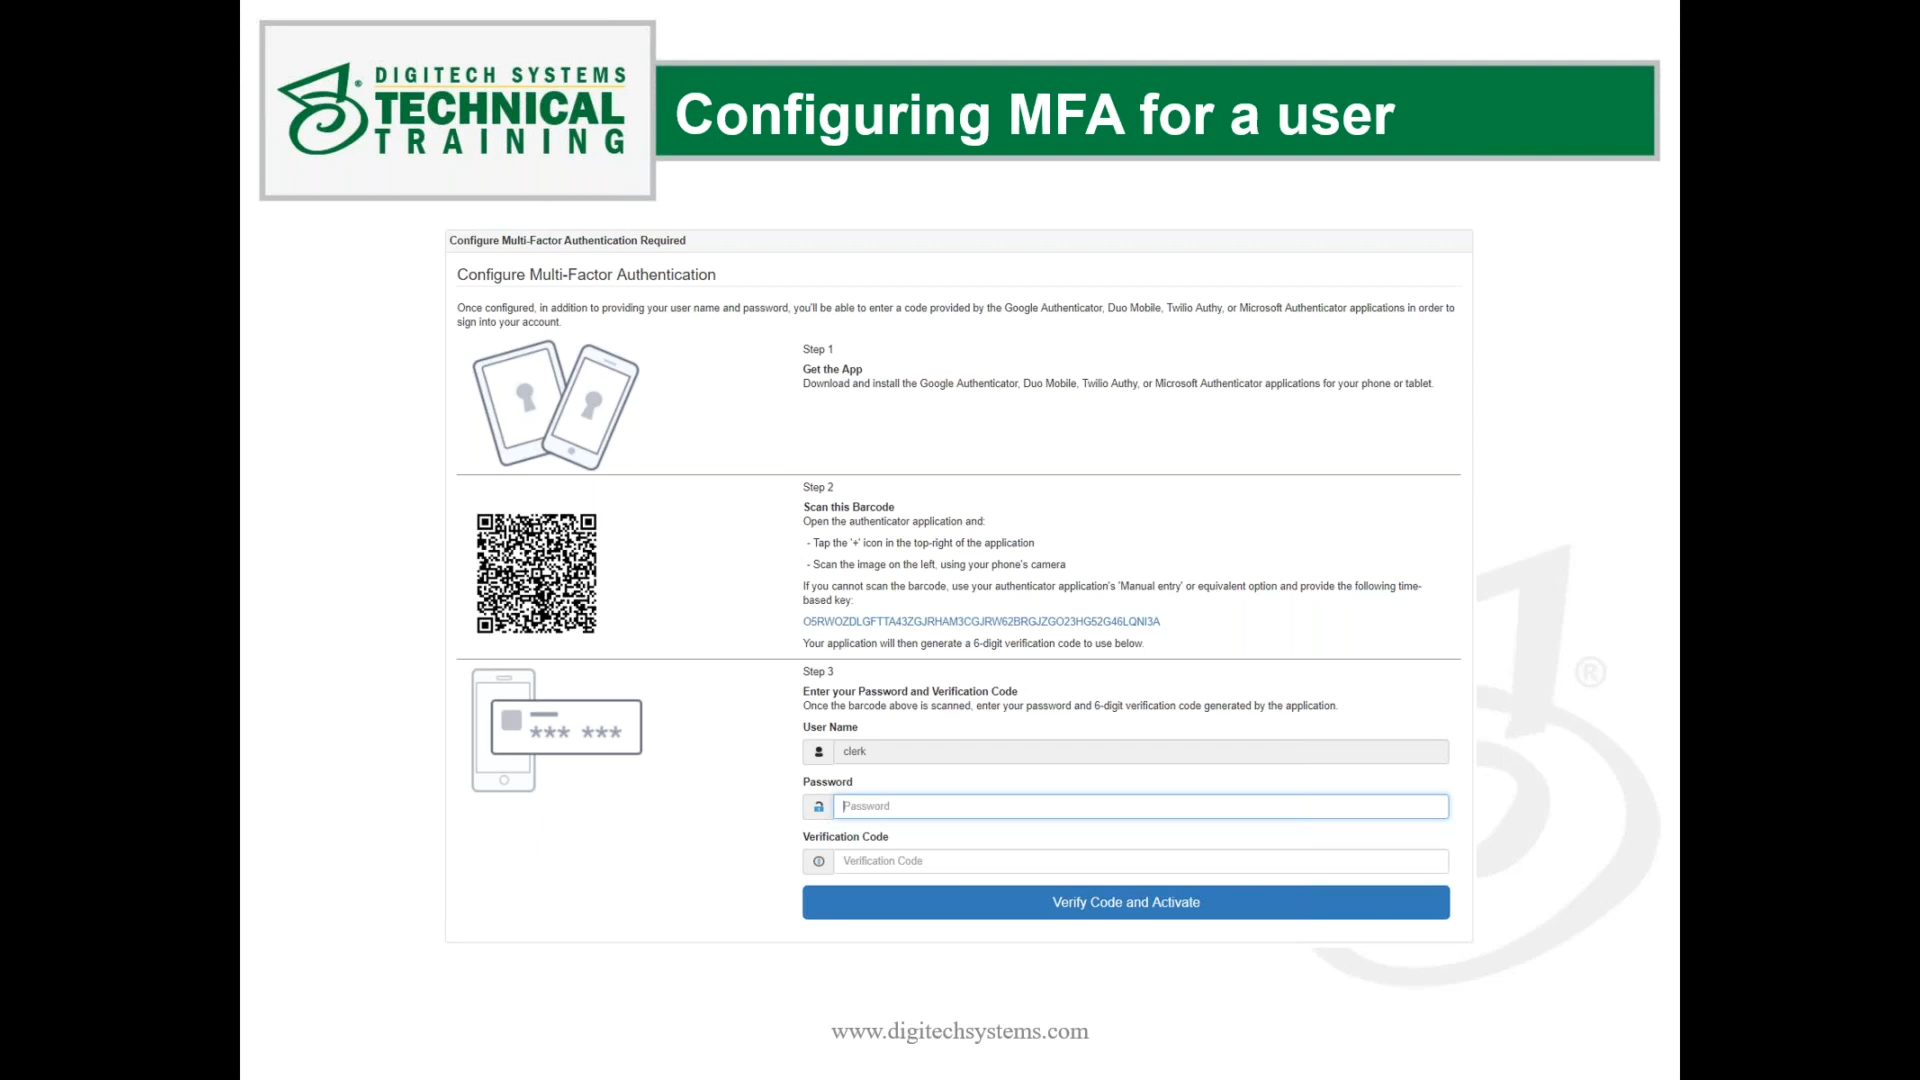 DIGITECH SYSTEMS
TECHNICAL
TRAINING
Configuring MFA for a user
Configure Multi-Factor Authentication Required
Configure Multi-Factor Authentication
Once configured, in addition to providing your user name and password, you'll be able to enter a code provided by the Google Authenticator, Duo Mobile, Twilio Authy, or Microsoft Authenticator applications in order to
sign into your account.
Step 1
Get the App
Download and install the Google Authenticator, Duo Mobile, Twilio Authy, or Microsoft Authenticator applications for your phone or tablet.
Step 2
Scan this Barcode
Open the authenticator application and:
- Tap the '+' icon in the top-right of the application
- Scan the image on the left, using your phone's camera
If you cannot scan the barcode, use your authenticator application's 'Manual entry' or equivalent option and provide the following time-
based key:
O5RWOZDLGFTTA43ZGJRHAM3CGJRW62BRGJZGO23HG52G46LQNI3A
Your application will then generate a 6-digit verification code to use below.
Step 3
Enter your Password and Verification Code
Once the barcode above is scanned, enter your password and 6-digit verification code generated by the application.
User Name
clerk
Password
Password
Verification Code
Verification Code
Verify Code and Activate
*** ***
®
www.digitechsystems.com